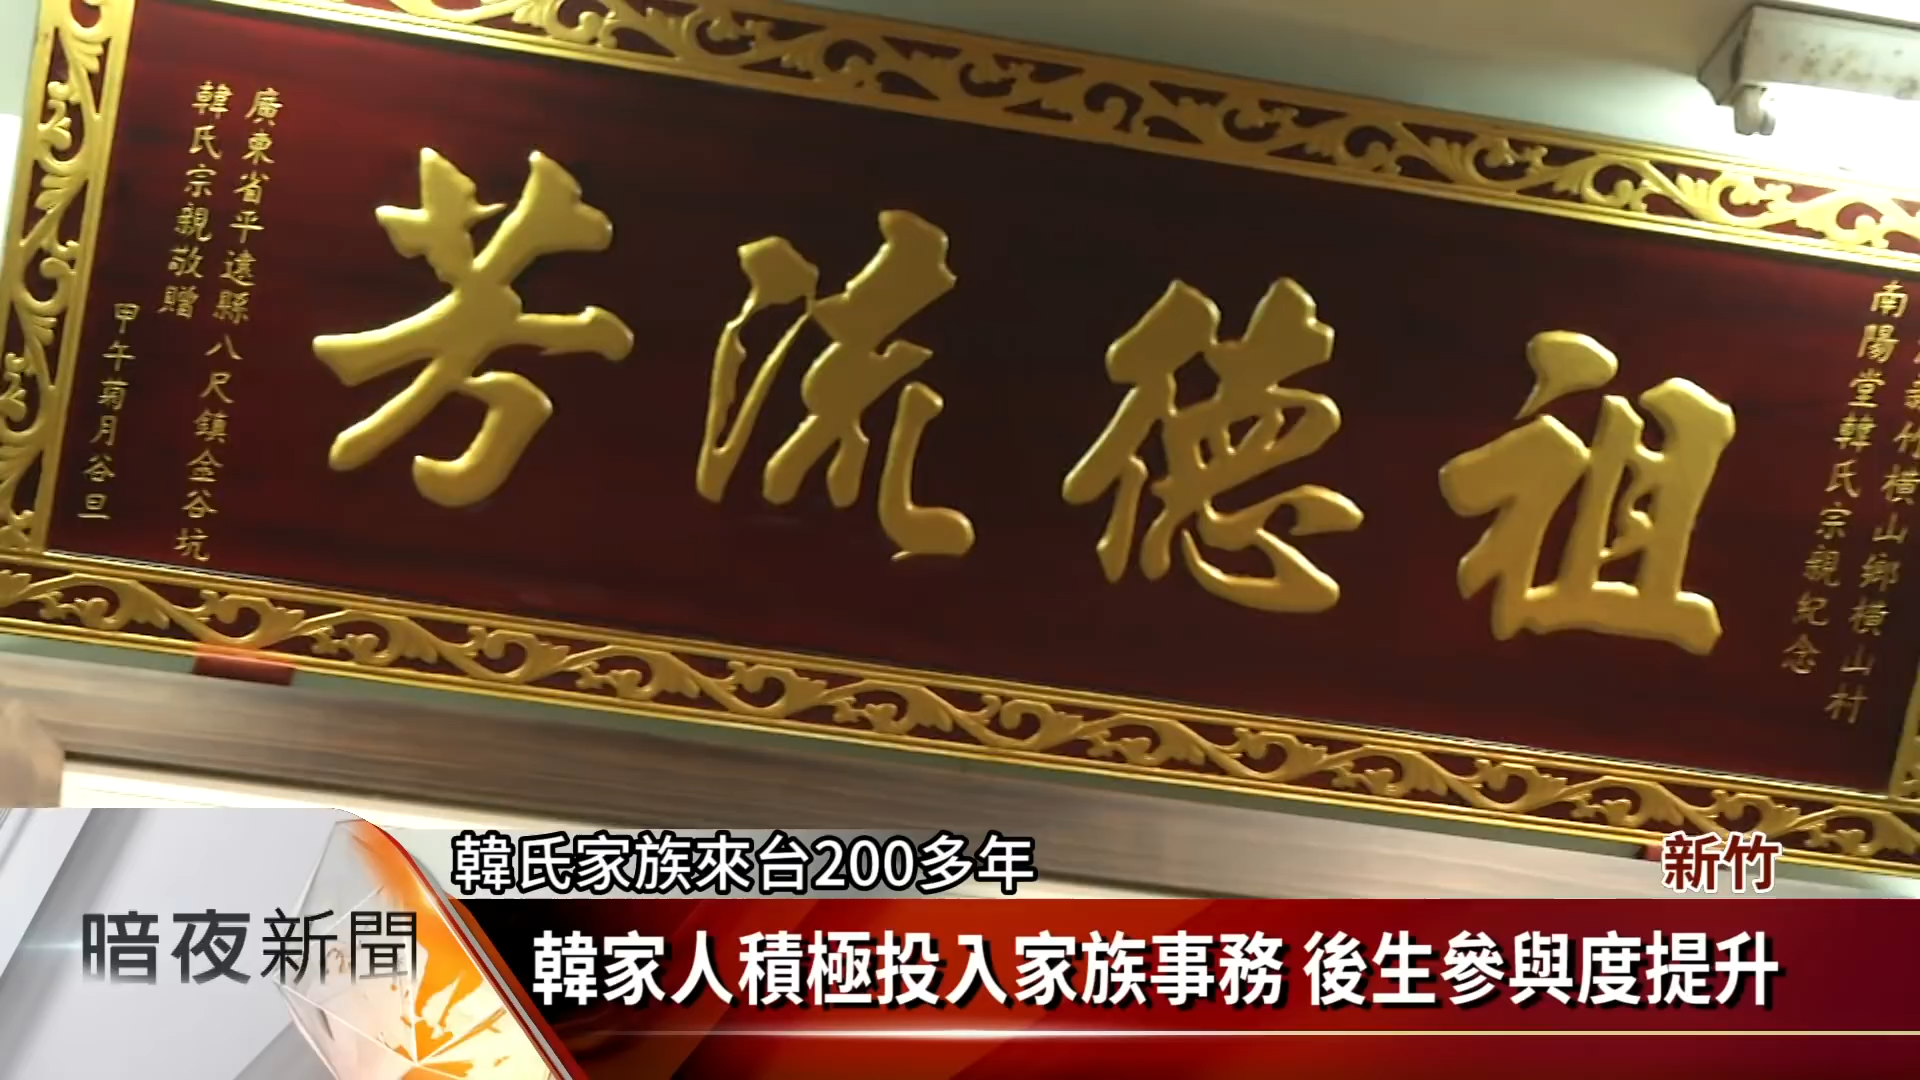 新竹橫山鄉橫山村
南陽堂韓氏宗親紀念
祖德流芳
廣東省平遠縣八尺鎮金谷坑
韓氏宗親敬贈
甲午菊月谷旦
韓氏家族來台200多年
新竹
暗夜新聞
韓家人積極投入家族事務 後生參與度提升